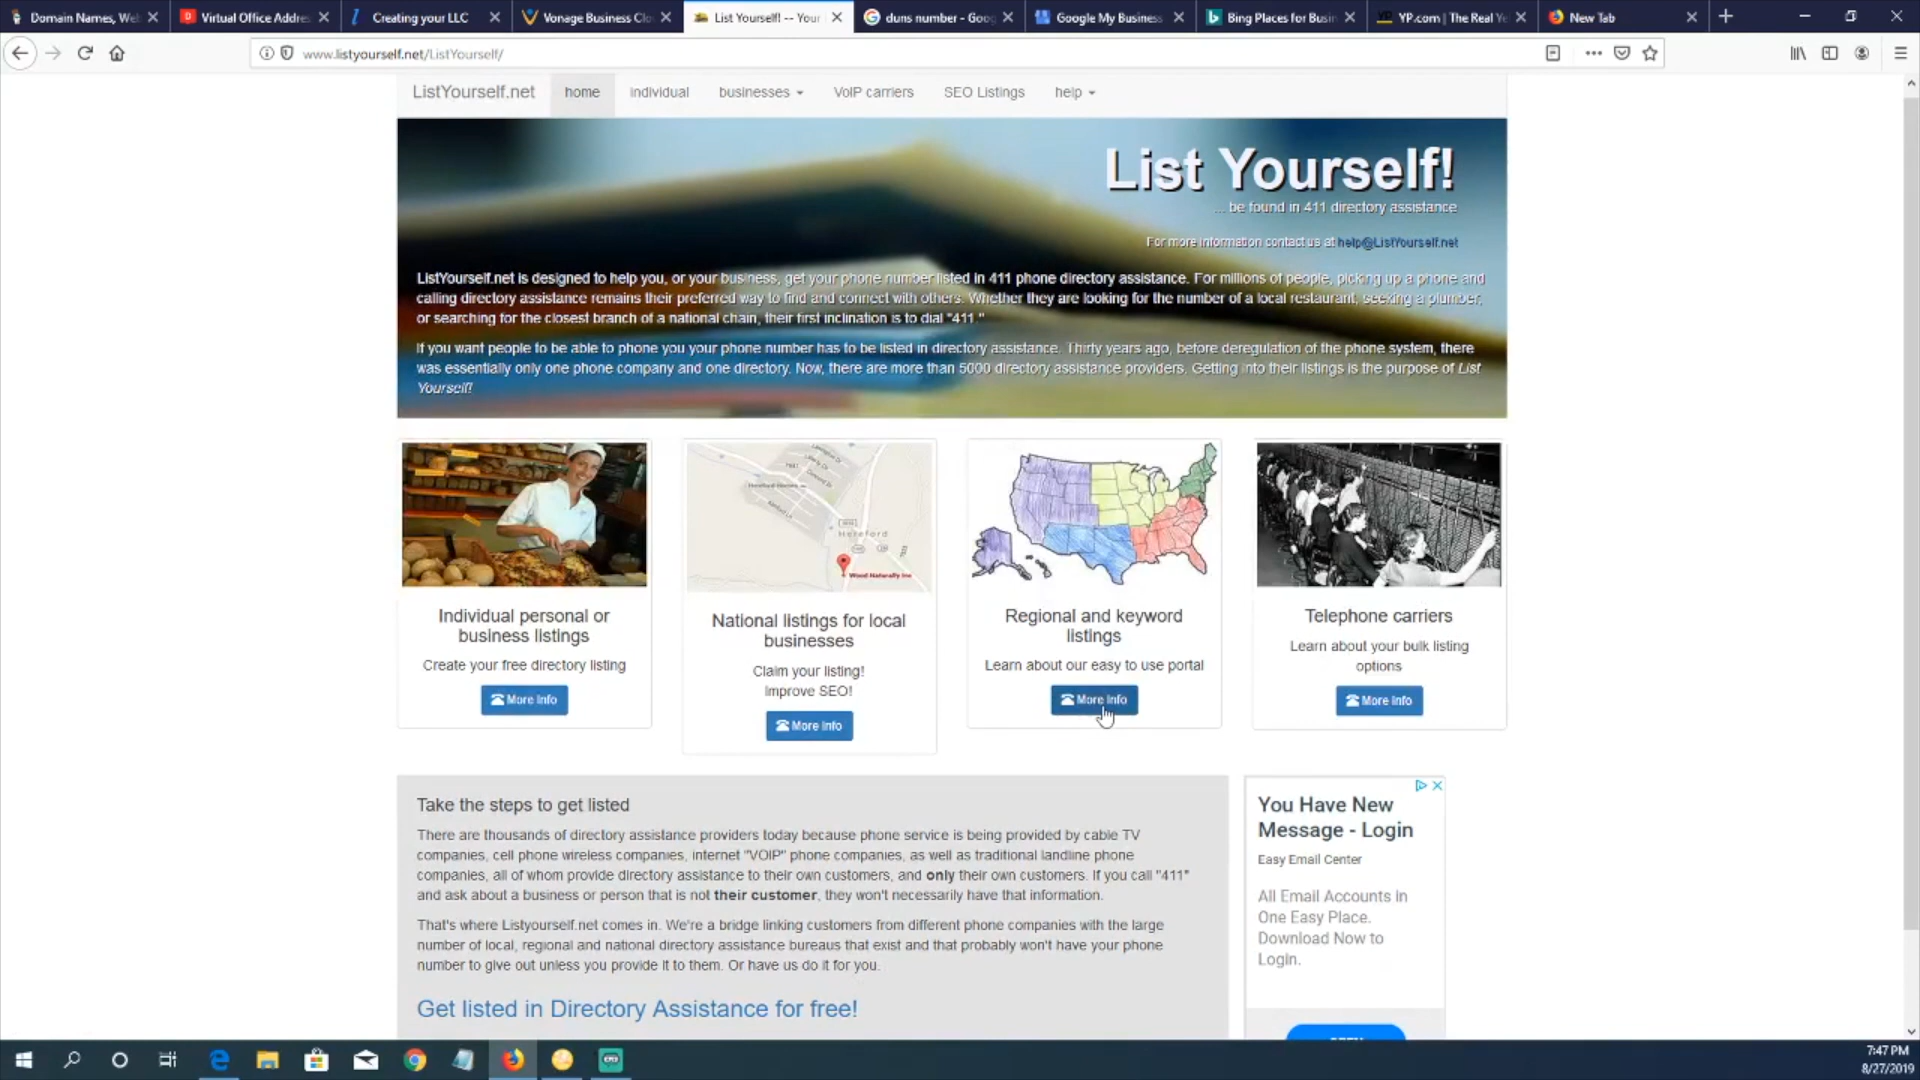 Domain Names, Wel
Virtual Office Addres
Creating your LLC
Vonage Business Clo
List Yourself! -- Your
duns number - Goog
Google My Business
Bing Places for Busin
YP YP.com | The Real Ye
New Tab
www.listyourself.net/ListYourself/
ListYourself.net home individual businesses VoIP carriers SEO Listings help
List Yourself!
... be found in 411 directory assistance
For more information contact us at help@ListYourself.net
ListYourself.net is designed to help you, or your business, get your phone number listed in 411 phone directory assistance. For millions of people, picking up a phone and
calling directory assistance remains their preferred way to find and connect with others. Whether they are looking for the number of a local restaurant, seeking a plumber,
or searching for the closest branch of a national chain, their first inclination is to dial "411."
If you want people to be able to phone you your phone number has to be listed in directory assistance. Thirty years ago, before deregulation of the phone system, there
was essentially only one phone company and one directory. Now, there are more than 5000 directory assistance providers. Getting into their listings is the purpose of List
Yourself!
Hereford
Wood Naturally Inc
Individual personal or
business listings
Create your free directory listing
More Info
National listings for local
businesses
Claim your listing!
Improve SEO!
More Info
Regional and keyword
listings
Learn about our easy to use portal
More Info
Telephone carriers
Learn about your bulk listing
options
More Info
Take the steps to get listed
There are thousands of directory assistance providers today because phone service is being provided by cable TV
companies, cell phone wireless companies, internet "VOIP" phone companies, as well as traditional landline phone
companies, all of whom provide directory assistance to their own customers, and only their own customers. If you call "411"
and ask about a business or person that is not their customer, they won't necessarily have that information.
That's where Listyourself.net comes in. We're a bridge linking customers from different phone companies with the large
number of local, regional and national directory assistance bureaus that exist and that probably won't have your phone
number to give out unless you provide it to them. Or have us do it for you.
Get listed in Directory Assistance for free!
You Have New
Message - Login
Easy Email Center
All Email Accounts in
One Easy Place.
Download Now to
Login.
7:47 PM
8/27/2019